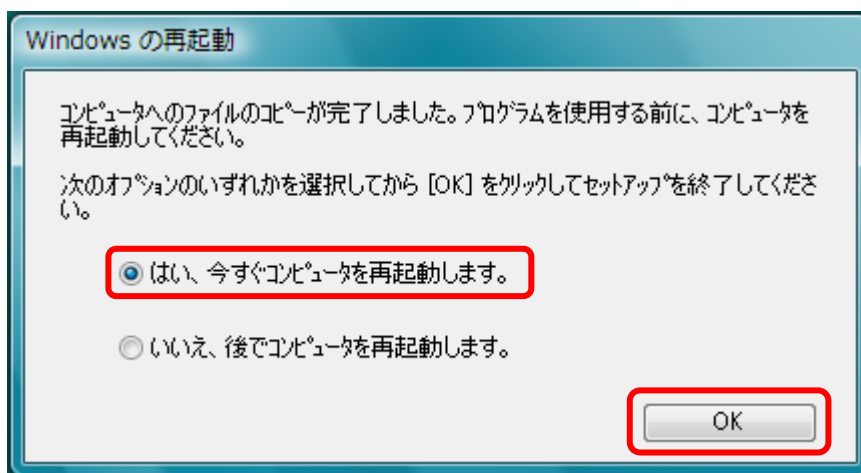 Windows の再起動
ｺﾝﾋﾟｭｰﾀへのﾌｧｲﾙのｺﾋﾟｰが完了しました。ﾌﾟﾛｸﾞﾗﾑを使用する前に、ｺﾝﾋﾟｭｰﾀを
再起動してください。
次のｵﾌﾟｼｮﾝのいずれかを選択してから [OK] をｸﾘｯｸしてｾｯﾄｱｯﾌﾟを終了してくださ
い。
はい、今すぐｺﾝﾋﾟｭｰﾀを再起動します。
いいえ、後でｺﾝﾋﾟｭｰﾀを再起動します。
OK